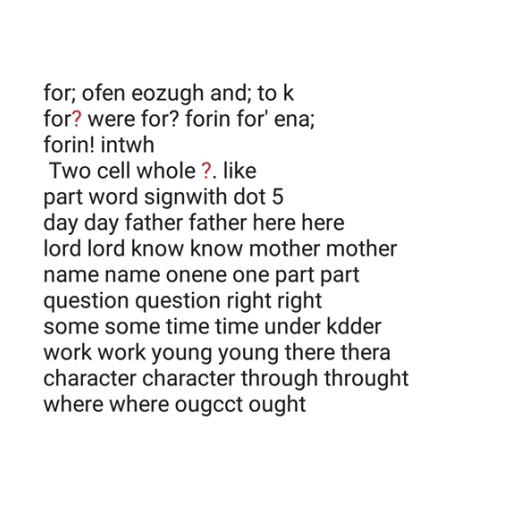 for; ofen eozugh and; to k
for? were for? forin for' ena;
forin! intwh
Two cell whole ?. like
part word signwith dot 5
day day father father here here
lord lord know know mother mother
name name onene one part part
question question right right
some some time time under kdder
work work young young there thera
character character through throught
where where ougcct ought